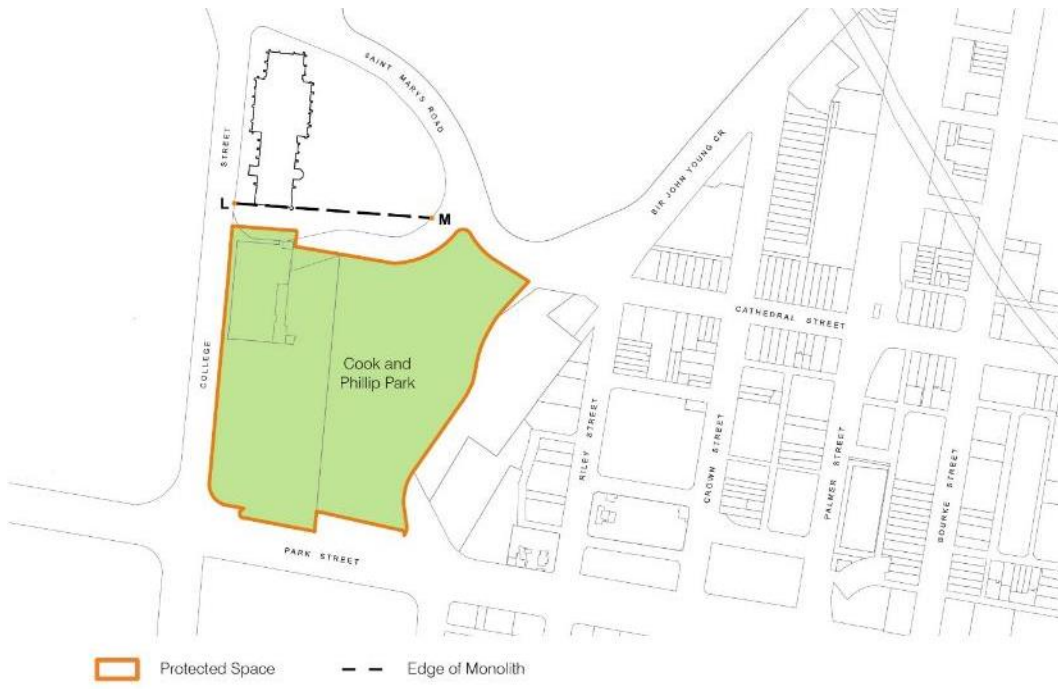 SAINT MARYS ROAD
STREET
L
M
SIR JOHN YOUNG CR
CATHEDRAL STREET
Cook and
Phillip Park
COLLEGE
RILEY STREET
CROWN STREET
PALMER STREET
BOURKE STREET
PARK STREET
Protected Space
Edge of Monolith